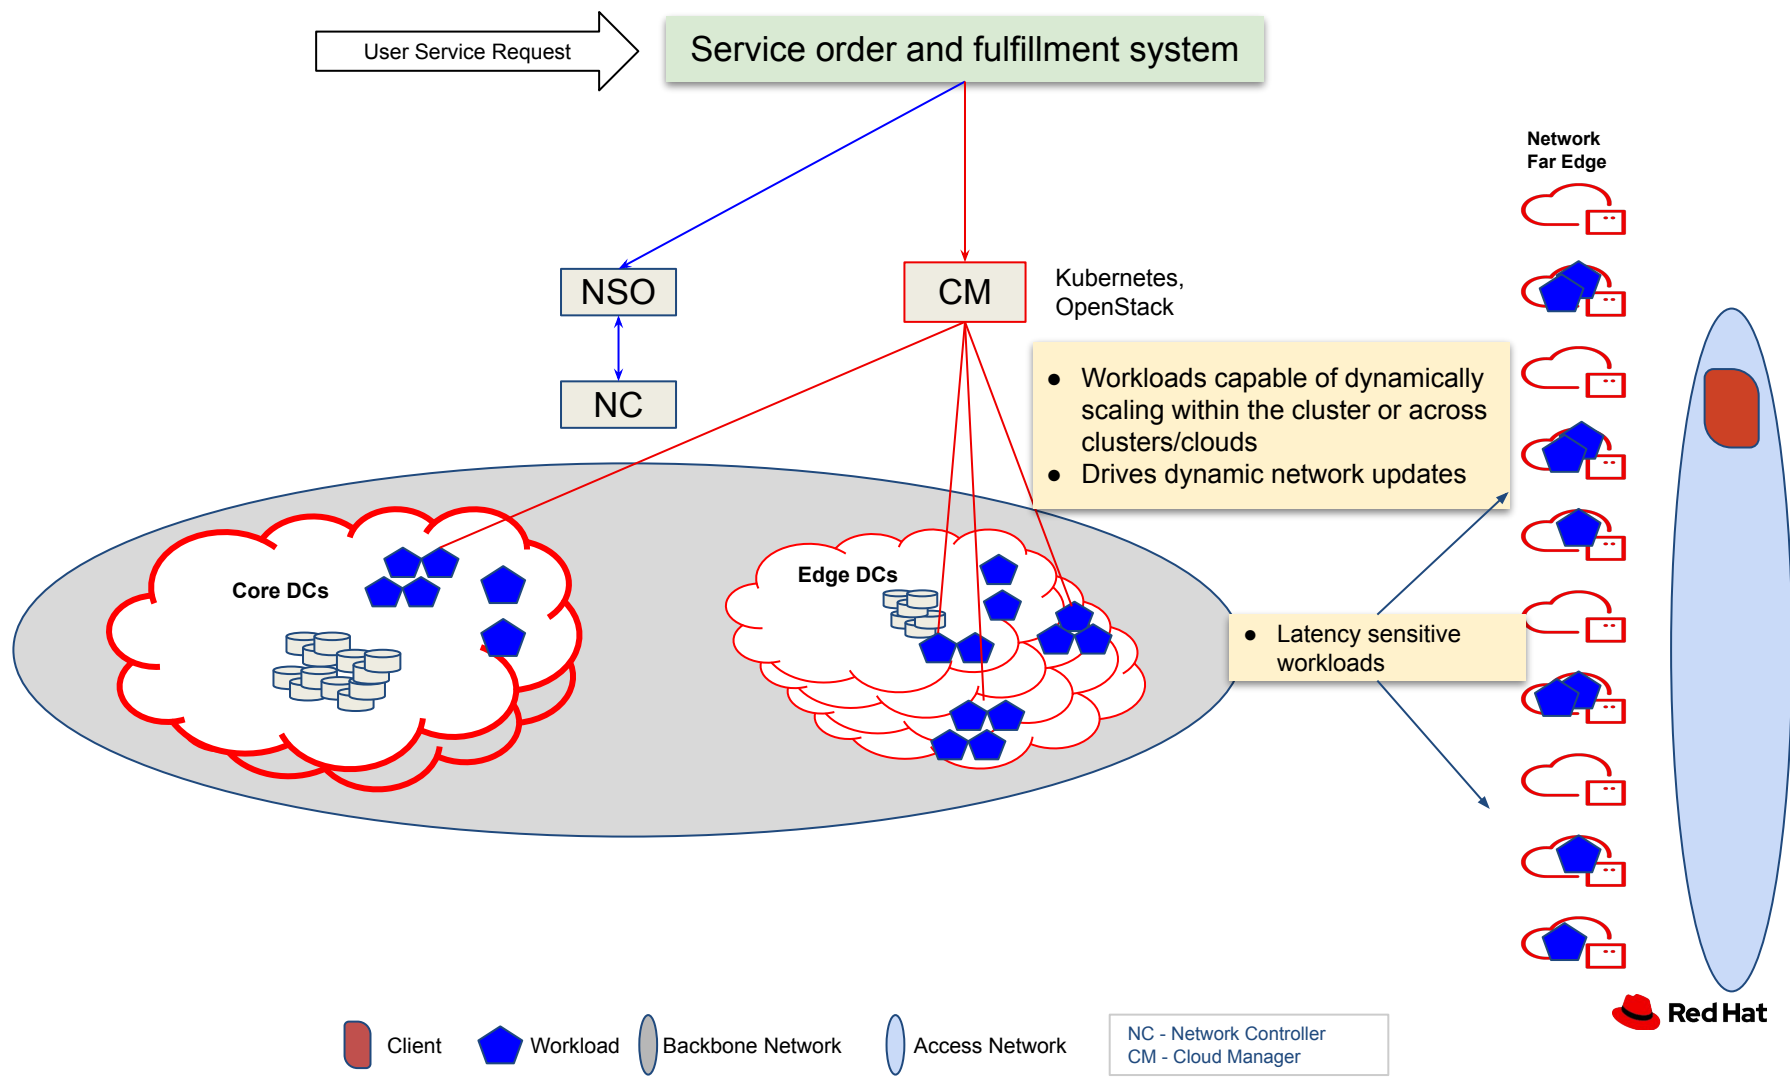 User Service Request
Service order and fulfillment system
Network
Far Edge
NSO
CM
Kubernetes,
OpenStack
NC
● Workloads capable of dynamically
scaling within the cluster or across
clusters/clouds
● Drives dynamic network updates
Core DCs
Edge DCs
● Latency sensitive
workloads
Red Hat
Client
Workload
Backbone Network
Access Network
NC - Network Controller
CM - Cloud Manager